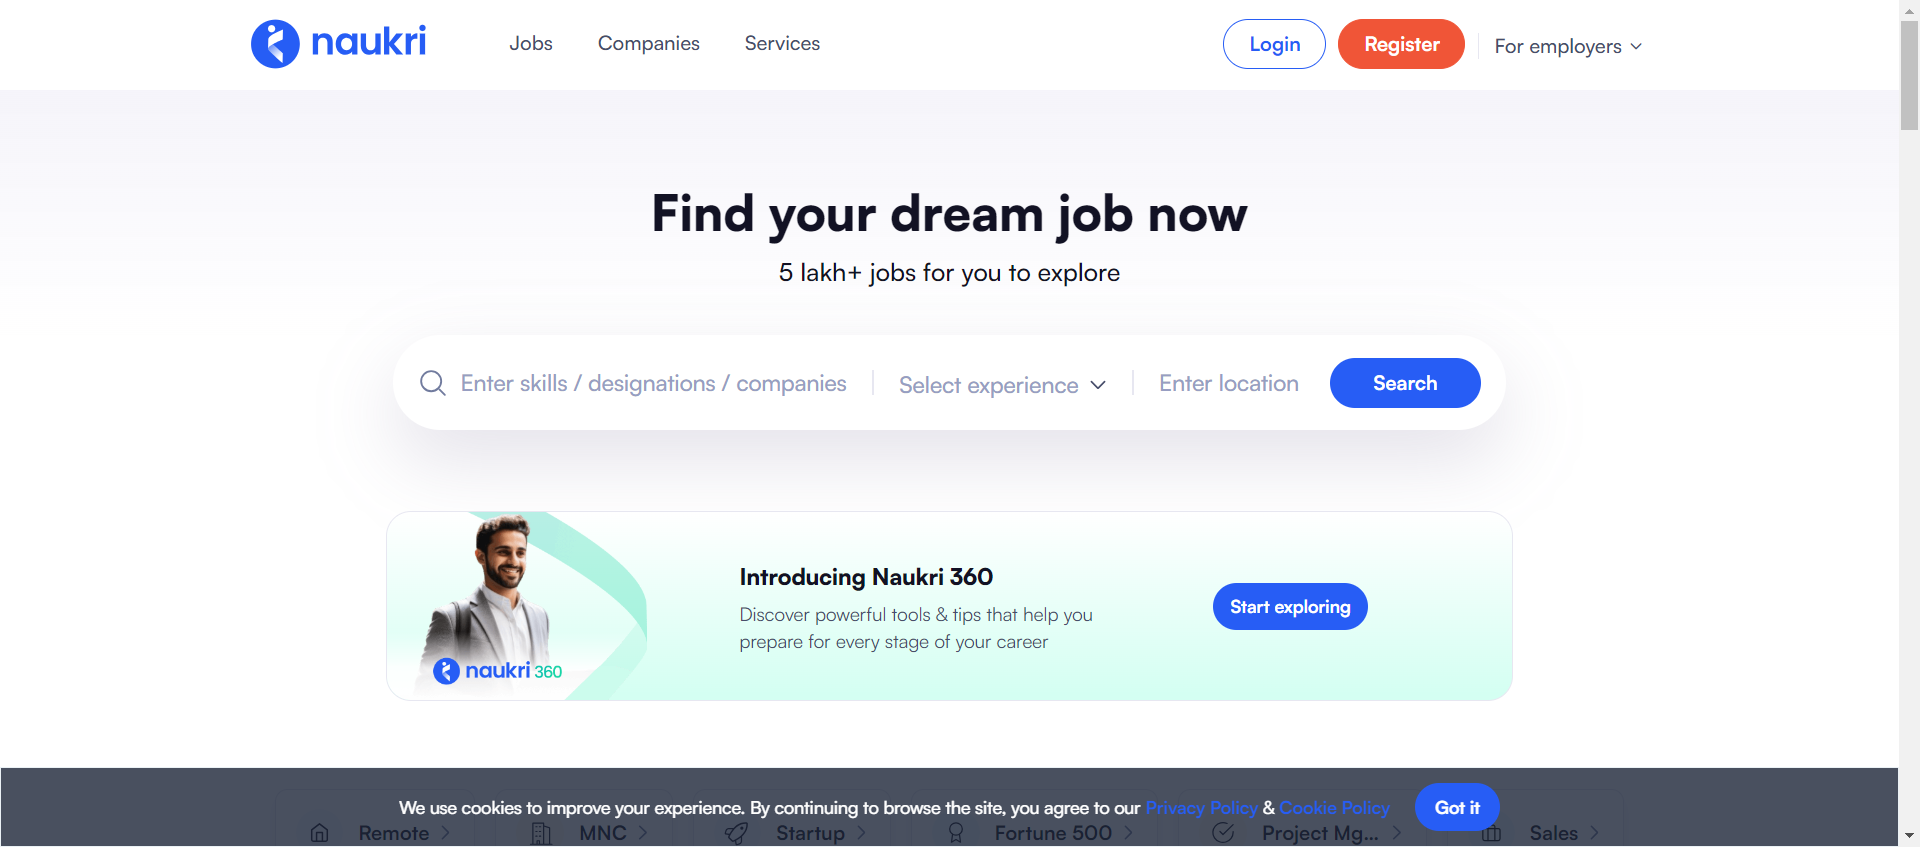 naukri
Jobs Companies Services
Login Register For employers
Find your dream job now
5 lakh+ jobs for you to explore
Enter skills / designations / companies Select experience Enter location Search
Introducing Naukri 360
Discover powerful tools & tips that help you
prepare for every stage of your career
Start exploring
naukri 360
We use cookies to improve your experience. By continuing to browse the site, you agree to our Privacy Policy & Cookie Policy Got it
Remote MNC Startup Fortune 500 Project Mg... Sales